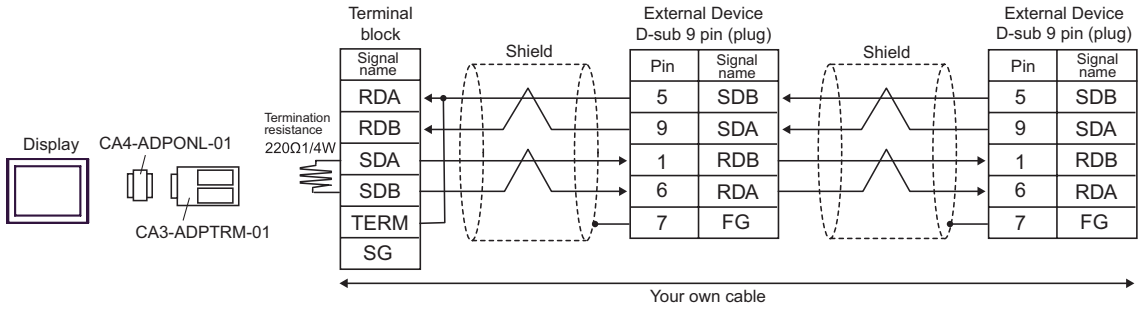 Terminal
block
External Device
D-sub 9 pin (plug)
External Device
D-sub 9 pin (plug)
Signal
name
Shield
Pin
Signal
name
Shield
Pin
Signal
name
RDA
5
SDB
5
SDB
Termination
resistance
220Ω1/4W
RDB
9
SDA
9
SDA
Display
CA4-ADPONL-01
SDA
1
RDB
1
RDB
SDB
6
RDA
6
RDA
CA3-ADPTRM-01
TERM
7
FG
7
FG
SG
Your own cable